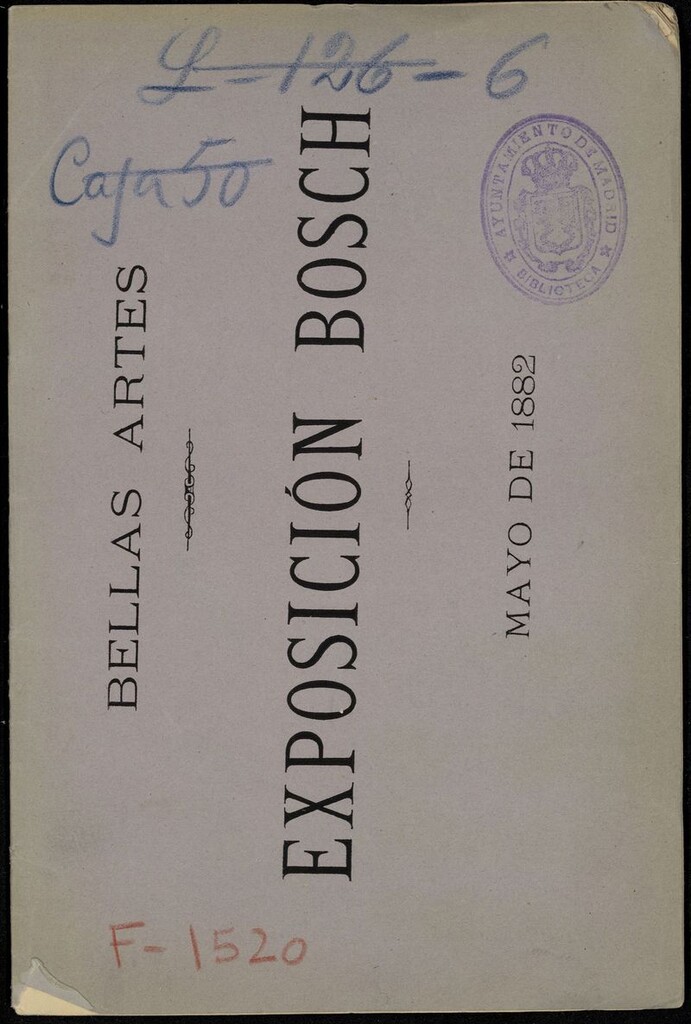 L-126-6
Caja 50
AYUNTAMIENTO DE MADRID
BIBLIOTECA
BELLAS ARTES
EXPOSICIÓN BOSCH
MAYO DE 1882
F-1520